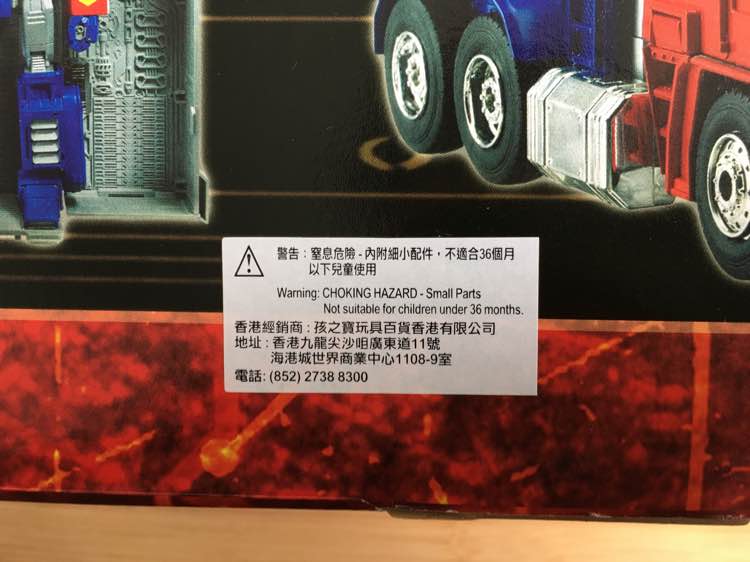 警告：窒息危險 - 內附細小配件，不適合36個月
以下兒童使用
Warning: CHOKING HAZARD - Small Parts
Not suitable for children under 36 months.
香港經銷商：孩之寶玩具百貨香港有限公司
地址：香港九龍尖沙咀廣東道11號
海港城世界商業中心1108-9室
電話: (852) 2738 8300